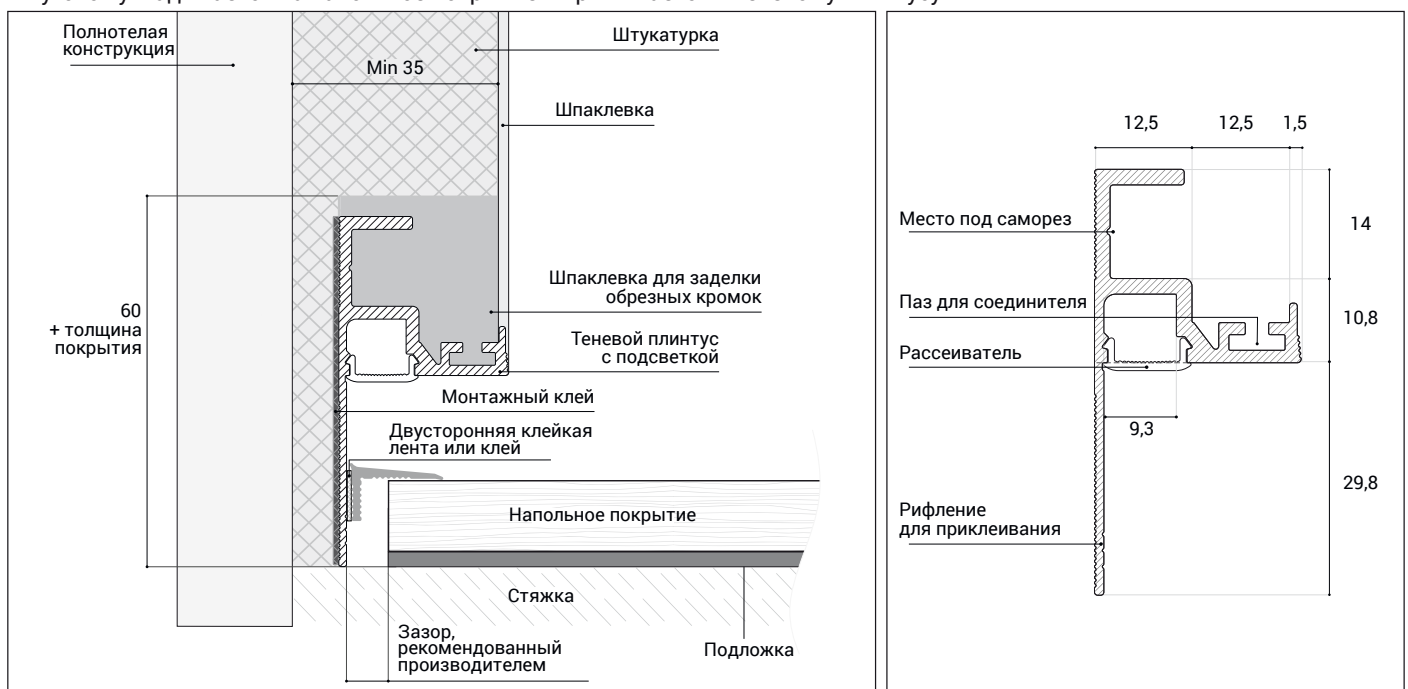 Полнотелая
конструкция
Штукатурка
Min 35
Шпаклевка
60
+ толщина
покрытия
Шпаклевка для заделки
обрезных кромок
Теневой плинтус
с подсветкой
Монтажный клей
Двусторонняя клейкая
лента или клей
Напольное покрытие
Стяжка
Зазор,
рекомендованный
производителем
Подложка
12,5
12,5
1,5
Место под саморез
14
Паз для соединителя
10,8
Рассеиватель
9,3
29,8
Рифление
для приклеивания